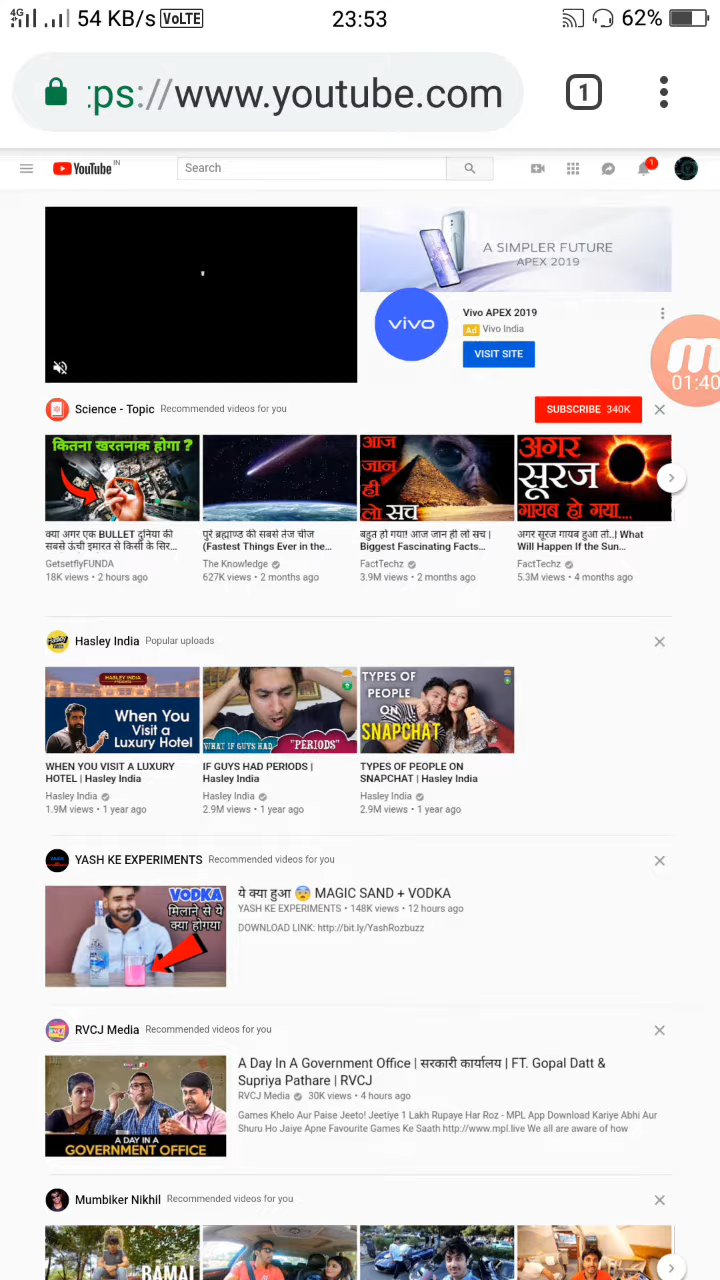 4G 54 KB/s VoLTE 23:53 62%
:ps://www.youtube.com 1
YouTube IN Search 1
A SIMPLER FUTURE
APEX 2019
vivo
Vivo APEX 2019
Ad Vivo India
VISIT SITE
01:40
Science - Topic Recommended videos for you SUBSCRIBE 340K
कितना खतरनाक होगा ?
आज
जान
ही
लो सच
अगर
सूरज
गायब हो गया....
क्या अगर एक BULLET दुनिया की
सबसे ऊंची इमारत से किसी के सिर...
GetsetflyFUNDA
18K views • 2 hours ago
पुरे ब्रह्माण्ड की सबसे तेज चीज
(Fastest Things Ever in the...
The Knowledge
627K views • 2 months ago
बहुत हो गया! आज जान ही लो सच |
Biggest Fascinating Facts...
FactTechz
3.9M views • 2 months ago
अगर सूरज गायब हुआ तो..| What
Will Happen If the Sun...
FactTechz
5.3M views • 4 months ago
Hasley India Popular uploads
HASLEY INDIA
When You
Visit a
Luxury Hotel
WHAT IF GUYS HAD "PERIODS"
TYPES OF
PEOPLE
ON
SNAPCHAT
WHEN YOU VISIT A LUXURY
HOTEL | Hasley India
Hasley India
1.9M views • 1 year ago
IF GUYS HAD PERIODS |
Hasley India
Hasley India
2.9M views • 1 year ago
TYPES OF PEOPLE ON
SNAPCHAT | Hasley India
Hasley India
2.9M views • 1 year ago
YASH KE EXPERIMENTS Recommended videos for you
VODKA
मिलाने से ये
क्या होगया
ये क्या हुआ 😨 MAGIC SAND + VODKA
YASH KE EXPERIMENTS • 148K views • 12 hours ago
DOWNLOAD LINK: http://bit.ly/YashRozbuzz
RVCJ Media Recommended videos for you
A DAY IN A
GOVERNMENT OFFICE
A Day In A Government Office | सरकारी कार्यालय | FT. Gopal Datt &
Supriya Pathare | RVCJ
RVCJ Media 30K views • 4 hours ago
Games Khelo Aur Paise Jeeto! Jeetiye 1 Lakh Rupaye Har Roz - MPL App Download Kariye Abhi Aur
Shuru Ho Jaiye Apne Favourite Games Ke Saath http://www.mpl.live We all are aware of how
Mumbiker Nikhil Recommended videos for you